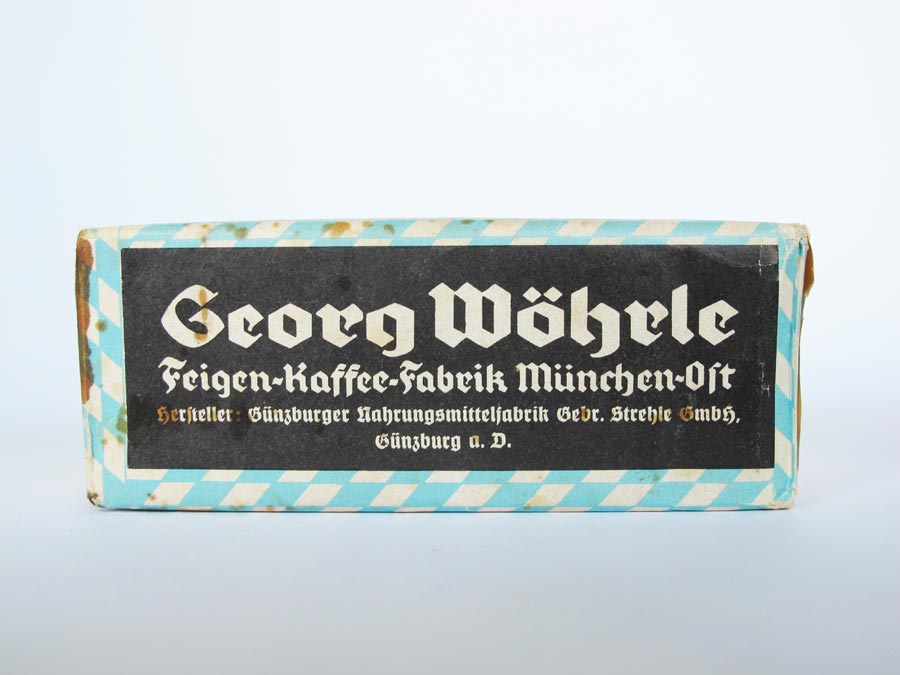 Georg Wöhrle
Feigen-Kaffee-Fabrik München-Ost
Hersteller: Günzburger Nahrungsmittelfabrik Gebr. Strehle GmbH,
Günzburg a. D.